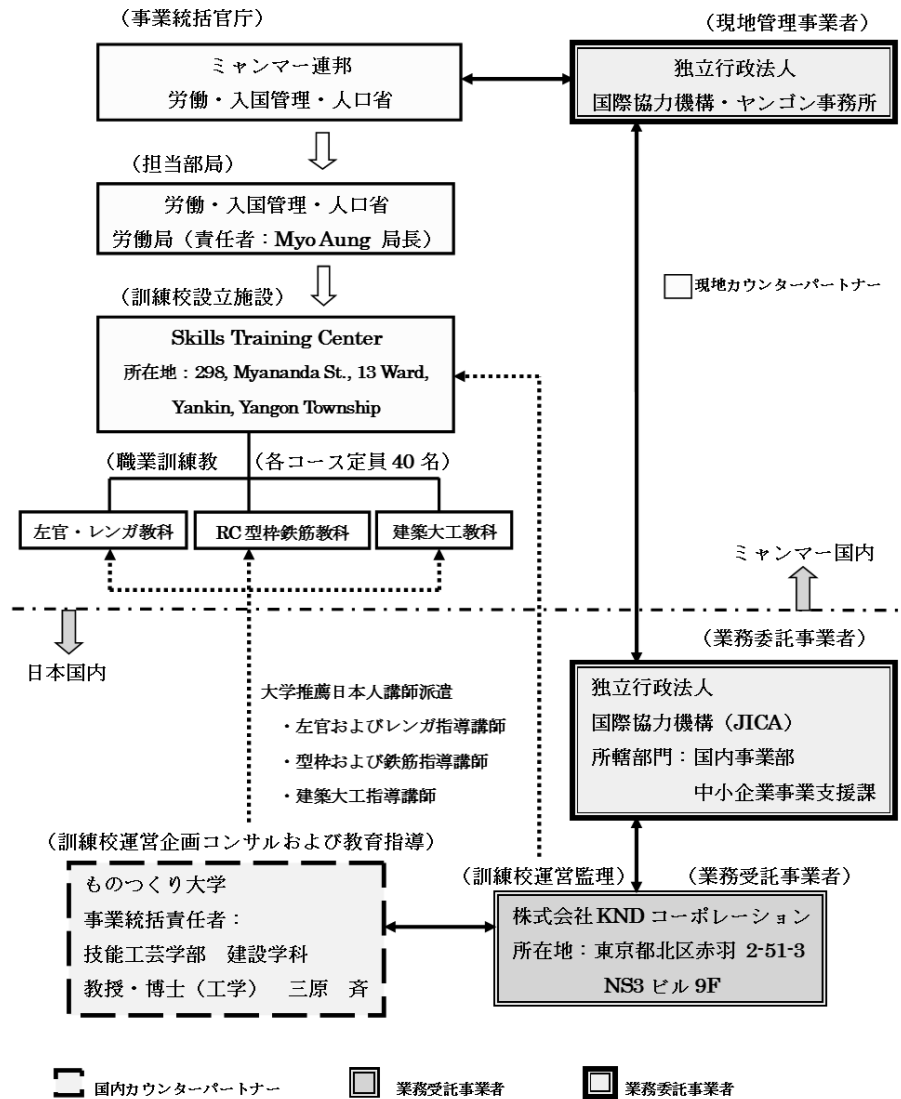 （事業統括官庁）
ミャンマー連邦
労働・入国管理・人口省
（現地管理事業者）
独立行政法人
国際協力機構・ヤンゴン事務所
（担当部局）
労働・入国管理・人口省
労働局（責任者：Myo Aung 局長）
現地カウンターパートナー
（訓練校設立施設）
Skills Training Center
所在地：298, Myananda St., 13 Ward,
Yankin, Yangon Township
（職業訓練教　（各コース定員 40 名）
左官・レンガ教科
RC 型枠鉄筋教科
建築大工教科
ミャンマー国内
日本国内
（業務委託事業者）
独立行政法人
国際協力機構（JICA）
所轄部門：国内事業部
中小企業事業支援課
大学推薦日本人講師派遣
・左官およびレンガ指導講師
・型枠および鉄筋指導講師
・建築大工指導講師
（訓練校運営企画コンサルおよび教育指導）
ものつくり大学
事業統括責任者：
技能工芸学部　建設学科
教授・博士（工学）　三原　斉
（訓練校運営監理）　（業務受託事業者）
株式会社 KND コーポレーション
所在地：東京都北区赤羽 2-51-3
NS3 ビル 9F
国内カウンターパートナー
業務受託事業者
業務委託事業者